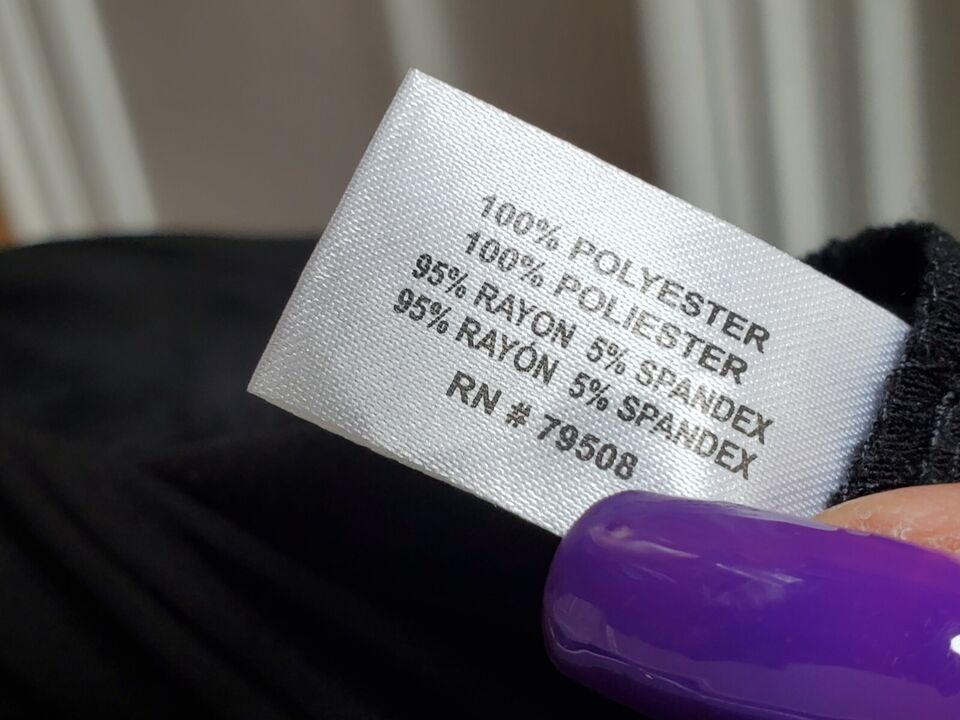 100% POLYESTER
100% POLIESTER
95% RAYON 5% SPANDEX
95% RAYÓN 5% SPANDEX
RN # 79508